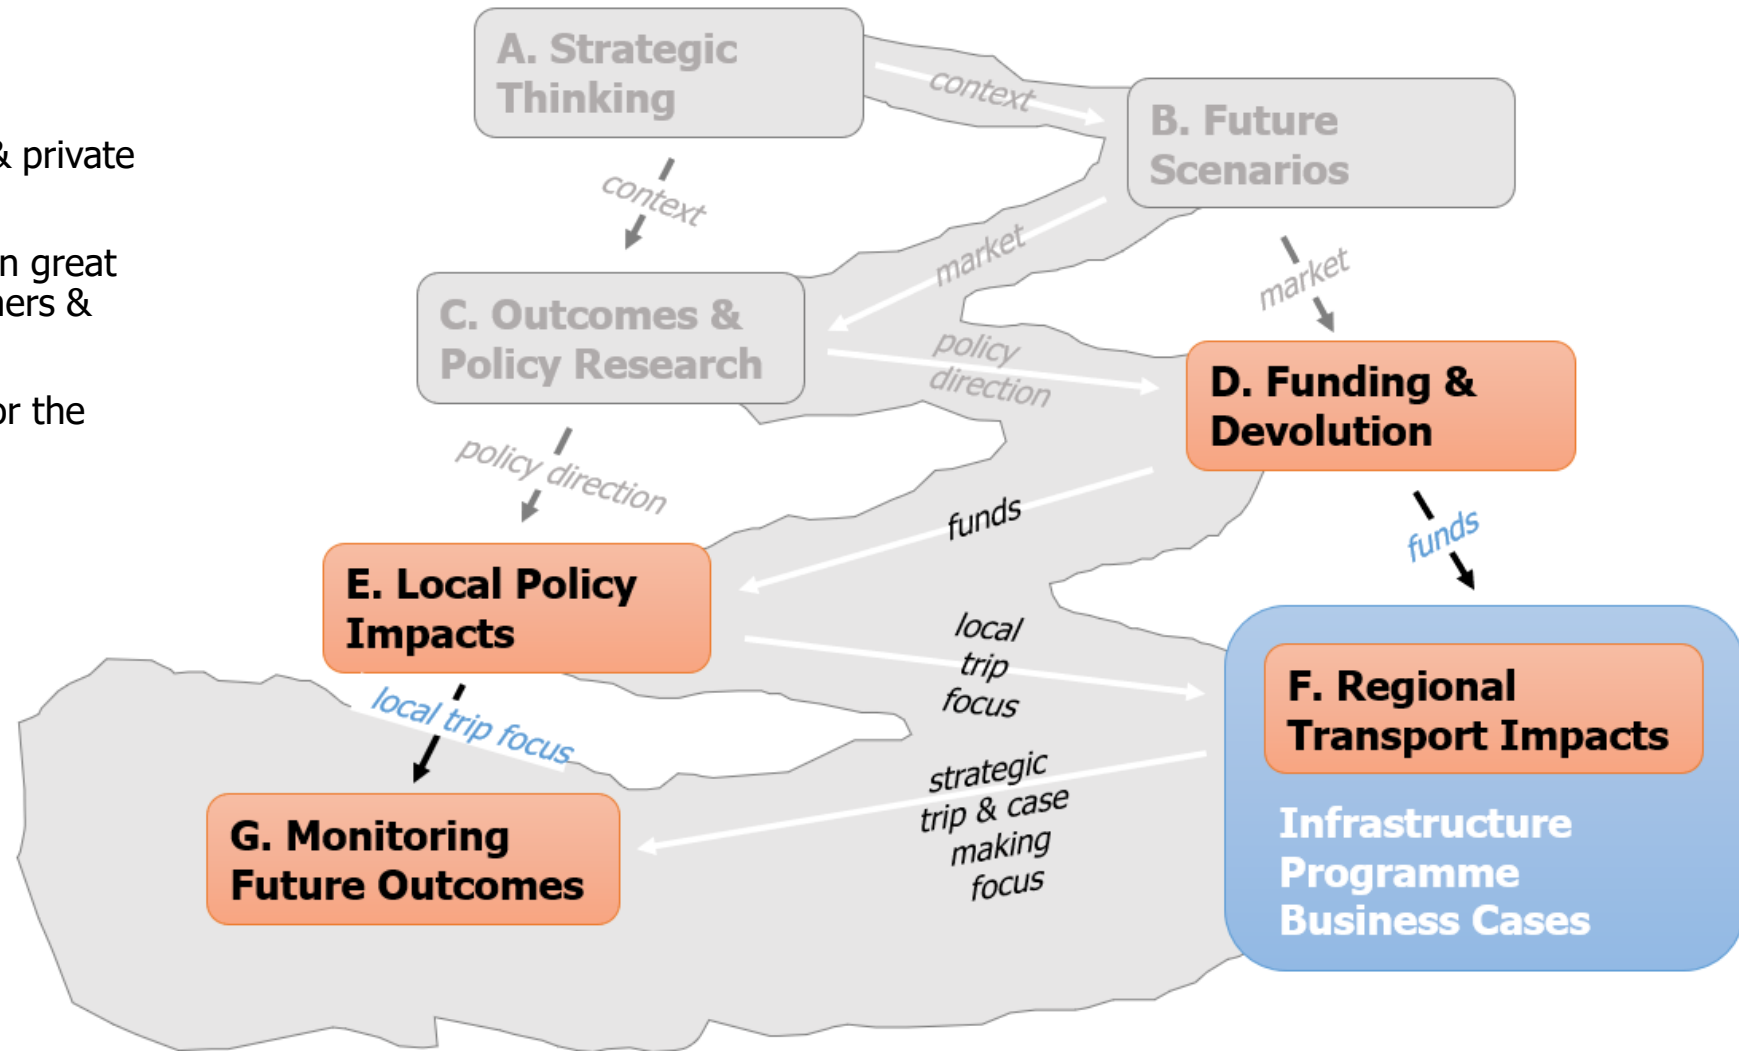 & private
n great
ners &
or the
A. Strategic
Thinking
context
B. Future
Scenarios
context
market
market
C. Outcomes &
Policy Research
policy
direction
D. Funding &
Devolution
policy direction
funds
funds
E. Local Policy
Impacts
local
trip
focus
local trip focus
F. Regional
Transport Impacts
strategic
trip & case
making
focus
G. Monitoring
Future Outcomes
Infrastructure
Programme
Business Cases